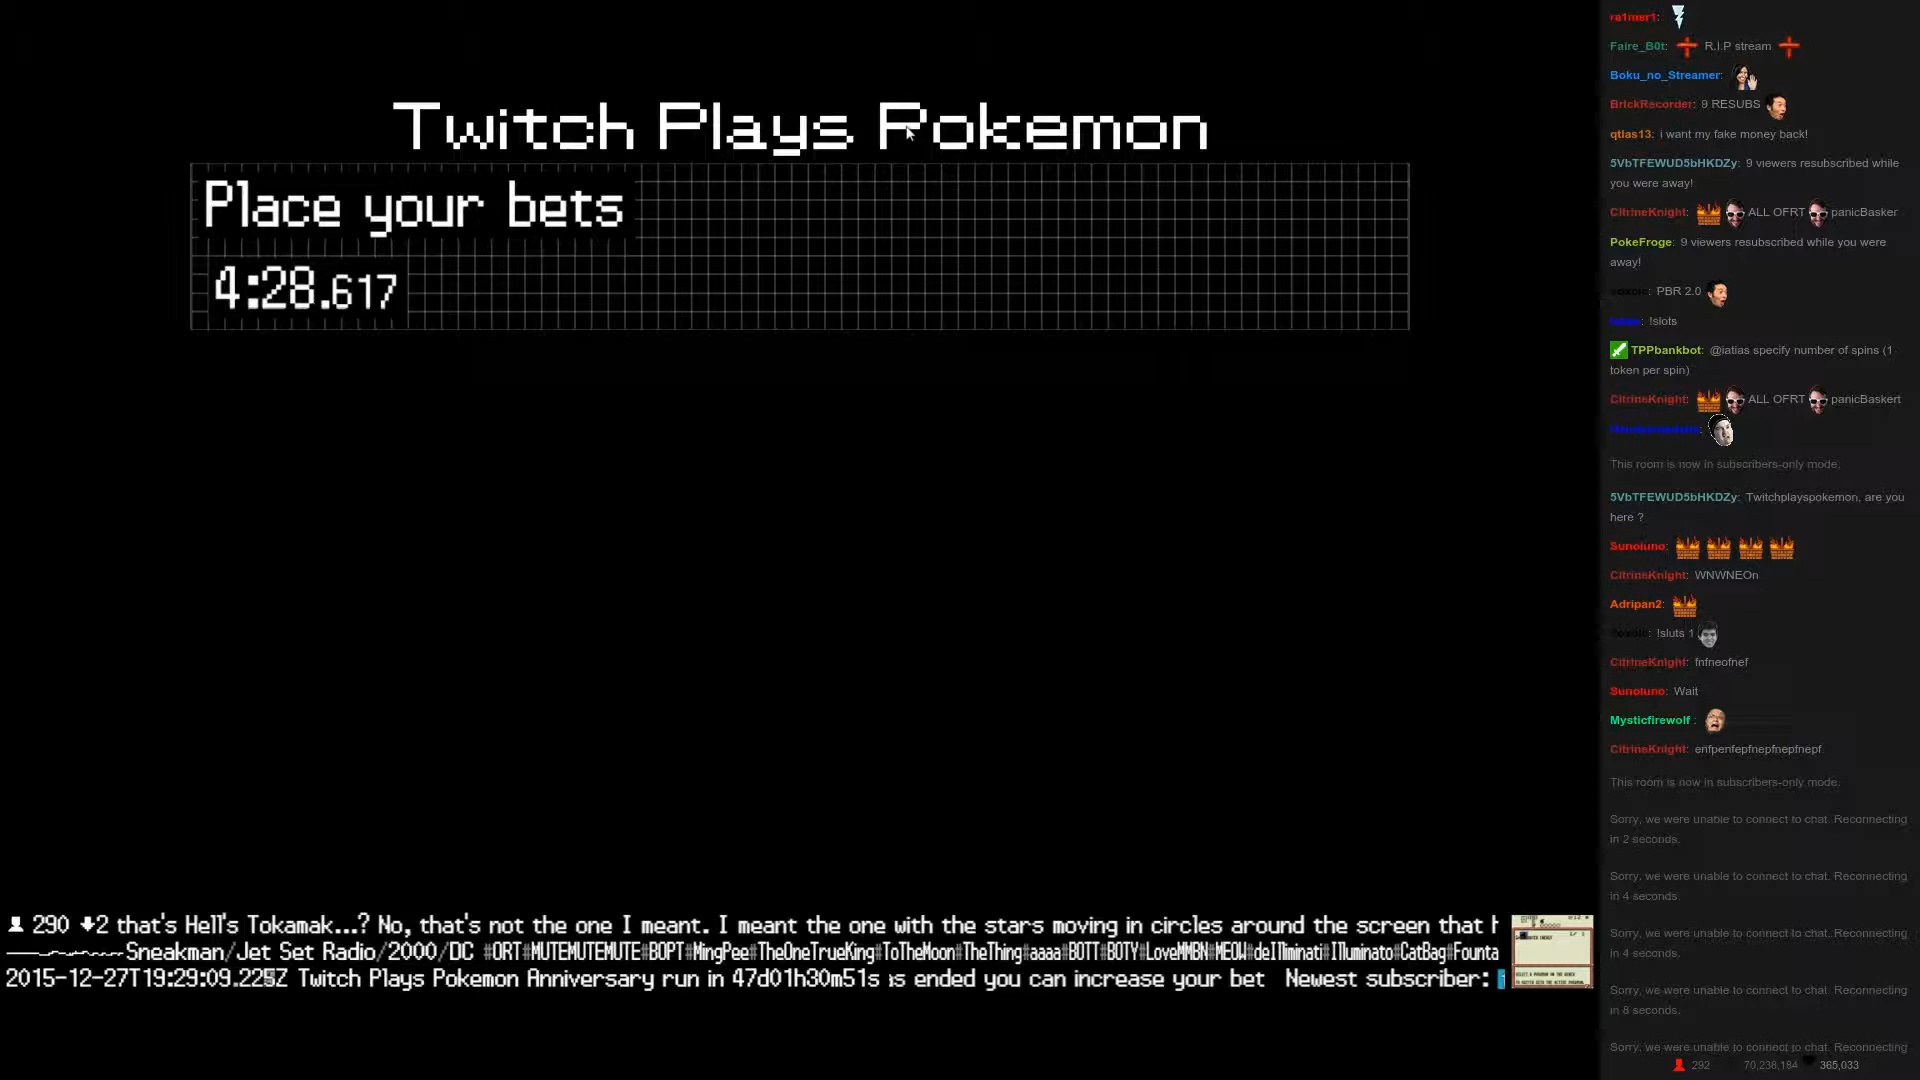 Twitch Plays Pokemon
Place your bets
4:28.617
290 2 that's Hell's Tokamak...? No, that's not the one I meant. I meant the one with the stars moving in circles around the screen that h
Sneakman/Jet Set Radio/2000/DC #ORT#MUTEMUTEMUTE#BOPT#MingPee#TheOneTrueKing#ToTheMoon#TheThing#aaaa#BOTT#BOTY#LoveMMBN#MEOW#deIlliminati#Illuminato#CatBag#Founta
2015-12-27T19:29:09.22 Z Twitch Plays Pokemon Anniversary run in 47d01h30m51s is ended you can increase your bet Newest subscriber:
ra1mer1:
Faire_B0t: R.I.P stream
Boku_no_Streamer:
BrickRecorder: 9 RESUBS
qtlas13: i want my fake money back!
5VbTFEWUD5bHKDZy: 9 viewers resubscribed while
you were away!
CitrineKnight: ALL OFRT panicBasker
PokeFroge: 9 viewers resubscribed while you were
away!
: PBR 2.0
iatias: !slots
TPPbankbot: @iatias specify number of spins (1
token per spin)
CitrineKnight: ALL OFRT panicBaskert
This room is now in subscribers-only mode.
5VbTFEWUD5bHKDZy: Twitchplayspokemon, are you
here ?
Sunoiuno:
CitrineKnight: WNWNEOn
Adripan2:
: !sluts 1
CitrineKnight: fnfneofnef
Sunoiuno: Wait
Mysticfirewolf :
CitrineKnight: enfpenfepfnepfnepfnepf
This room is now in subscribers-only mode.
Sorry, we were unable to connect to chat. Reconnecting
in 2 seconds.
Sorry, we were unable to connect to chat. Reconnecting
in 4 seconds.
Sorry, we were unable to connect to chat. Reconnecting
in 4 seconds.
Sorry, we were unable to connect to chat. Reconnecting
in 8 seconds.
Sorry, we were unable to connect to chat. Reconnecting
292 70,238,184 365,033